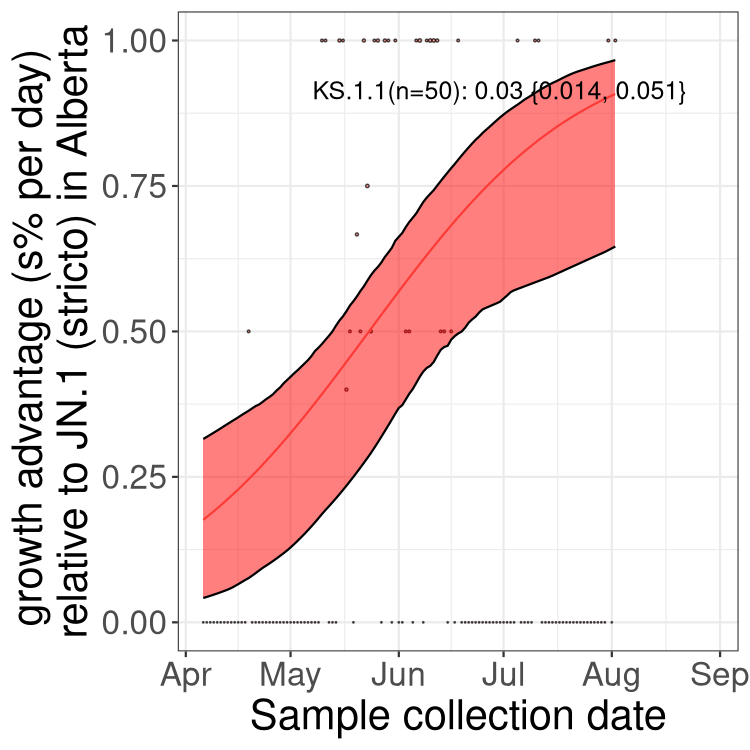 growth advantage (s% per day)
relative to JN.1 (stricto) in Alberta
1.00
0.75
0.50
0.25
0.00
KS.1.1(n=50): 0.03 {0.014, 0.051}
Apr May Jun Jul Aug Sep
Sample collection date